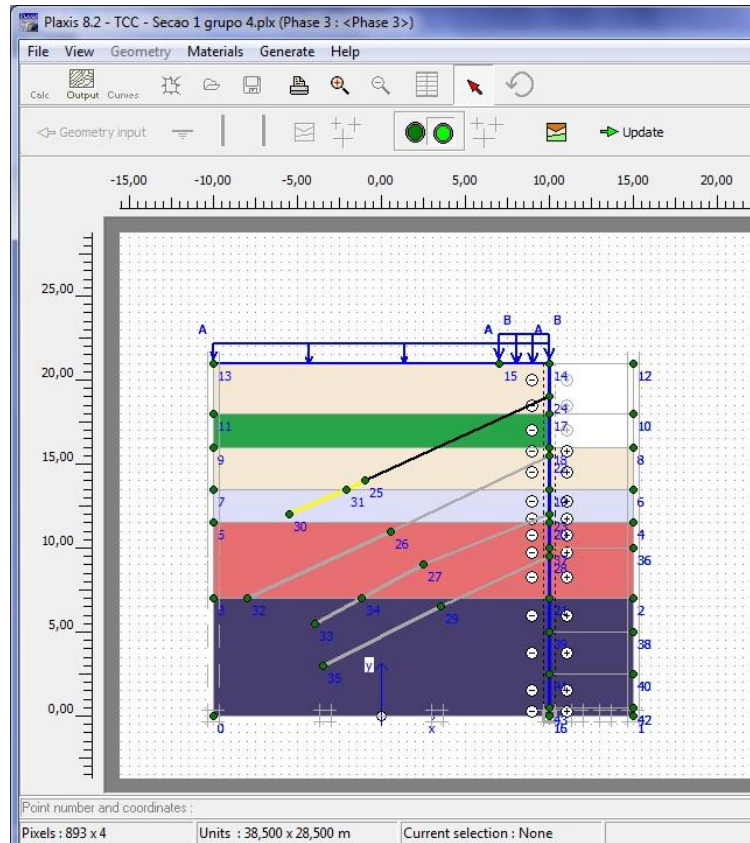 Plaxis 8.2 - TCC - Secao 1 grupo 4.plx (Phase 3 : <Phase 3>)
File View Geometry Materials Generate Help
Calc Output Curves
Geometry input Update
-15,00 -10,00 -5,00 0,00 5,00 10,00 15,00 20,00
25,00
A A B A B
20,00
13 15 14 12
24
11 17 10
9 8
15,00
25
7 31 6
30
5 4
10,00
26 36
27
3 32 34 29 2
5,00
33 38
35 y
40
0,00
0 x 43 16 42 1
Point number and coordinates :
Pixels : 893 x 4 Units : 38,500 x 28,500 m Current selection : None